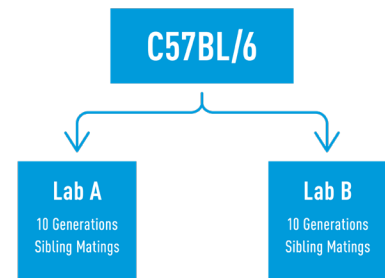 C57BL/6
Lab A
10 Generations
Sibling Matings
Lab B
10 Generations
Sibling Matings